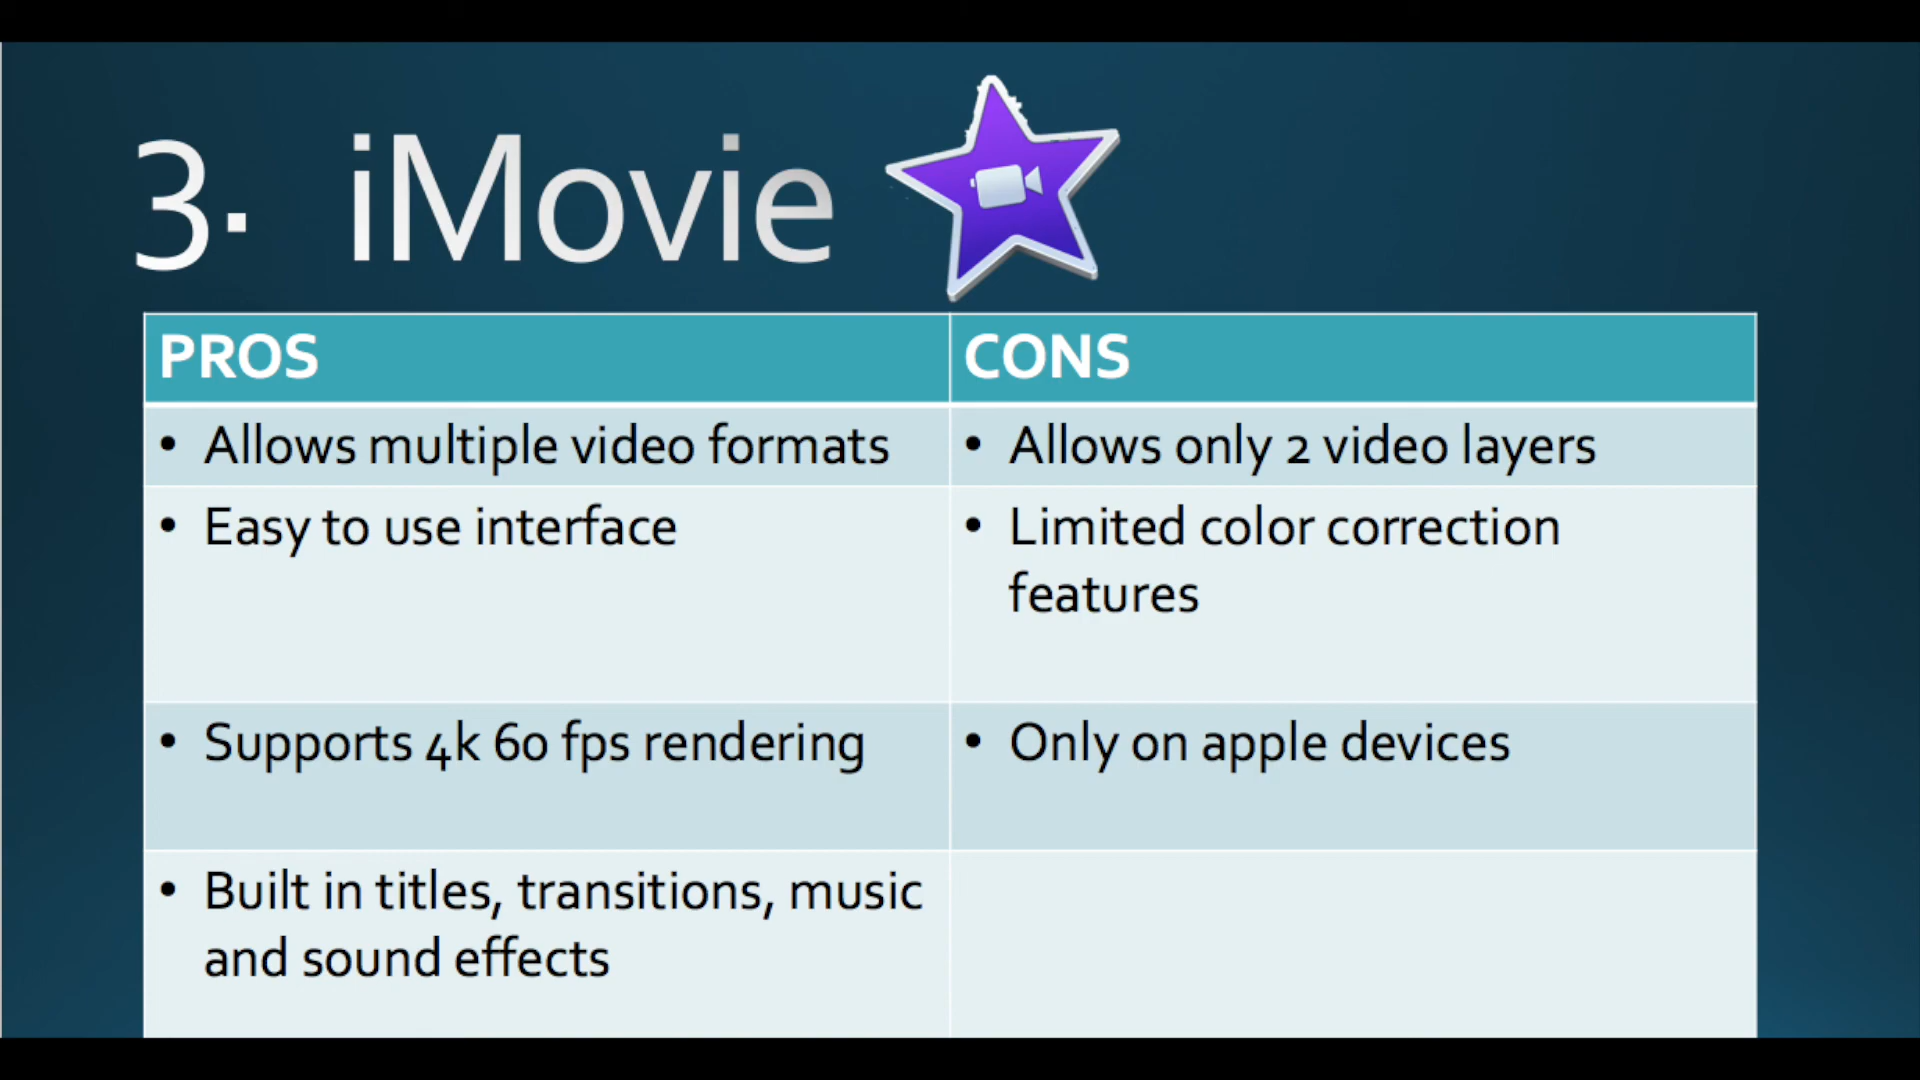 3. iMovie
PROS
CONS
• Allows multiple video formats
• Allows only 2 video layers
• Easy to use interface
• Limited color correction
features
• Supports 4k 60 fps rendering
• Only on apple devices
• Built in titles, transitions, music
and sound effects